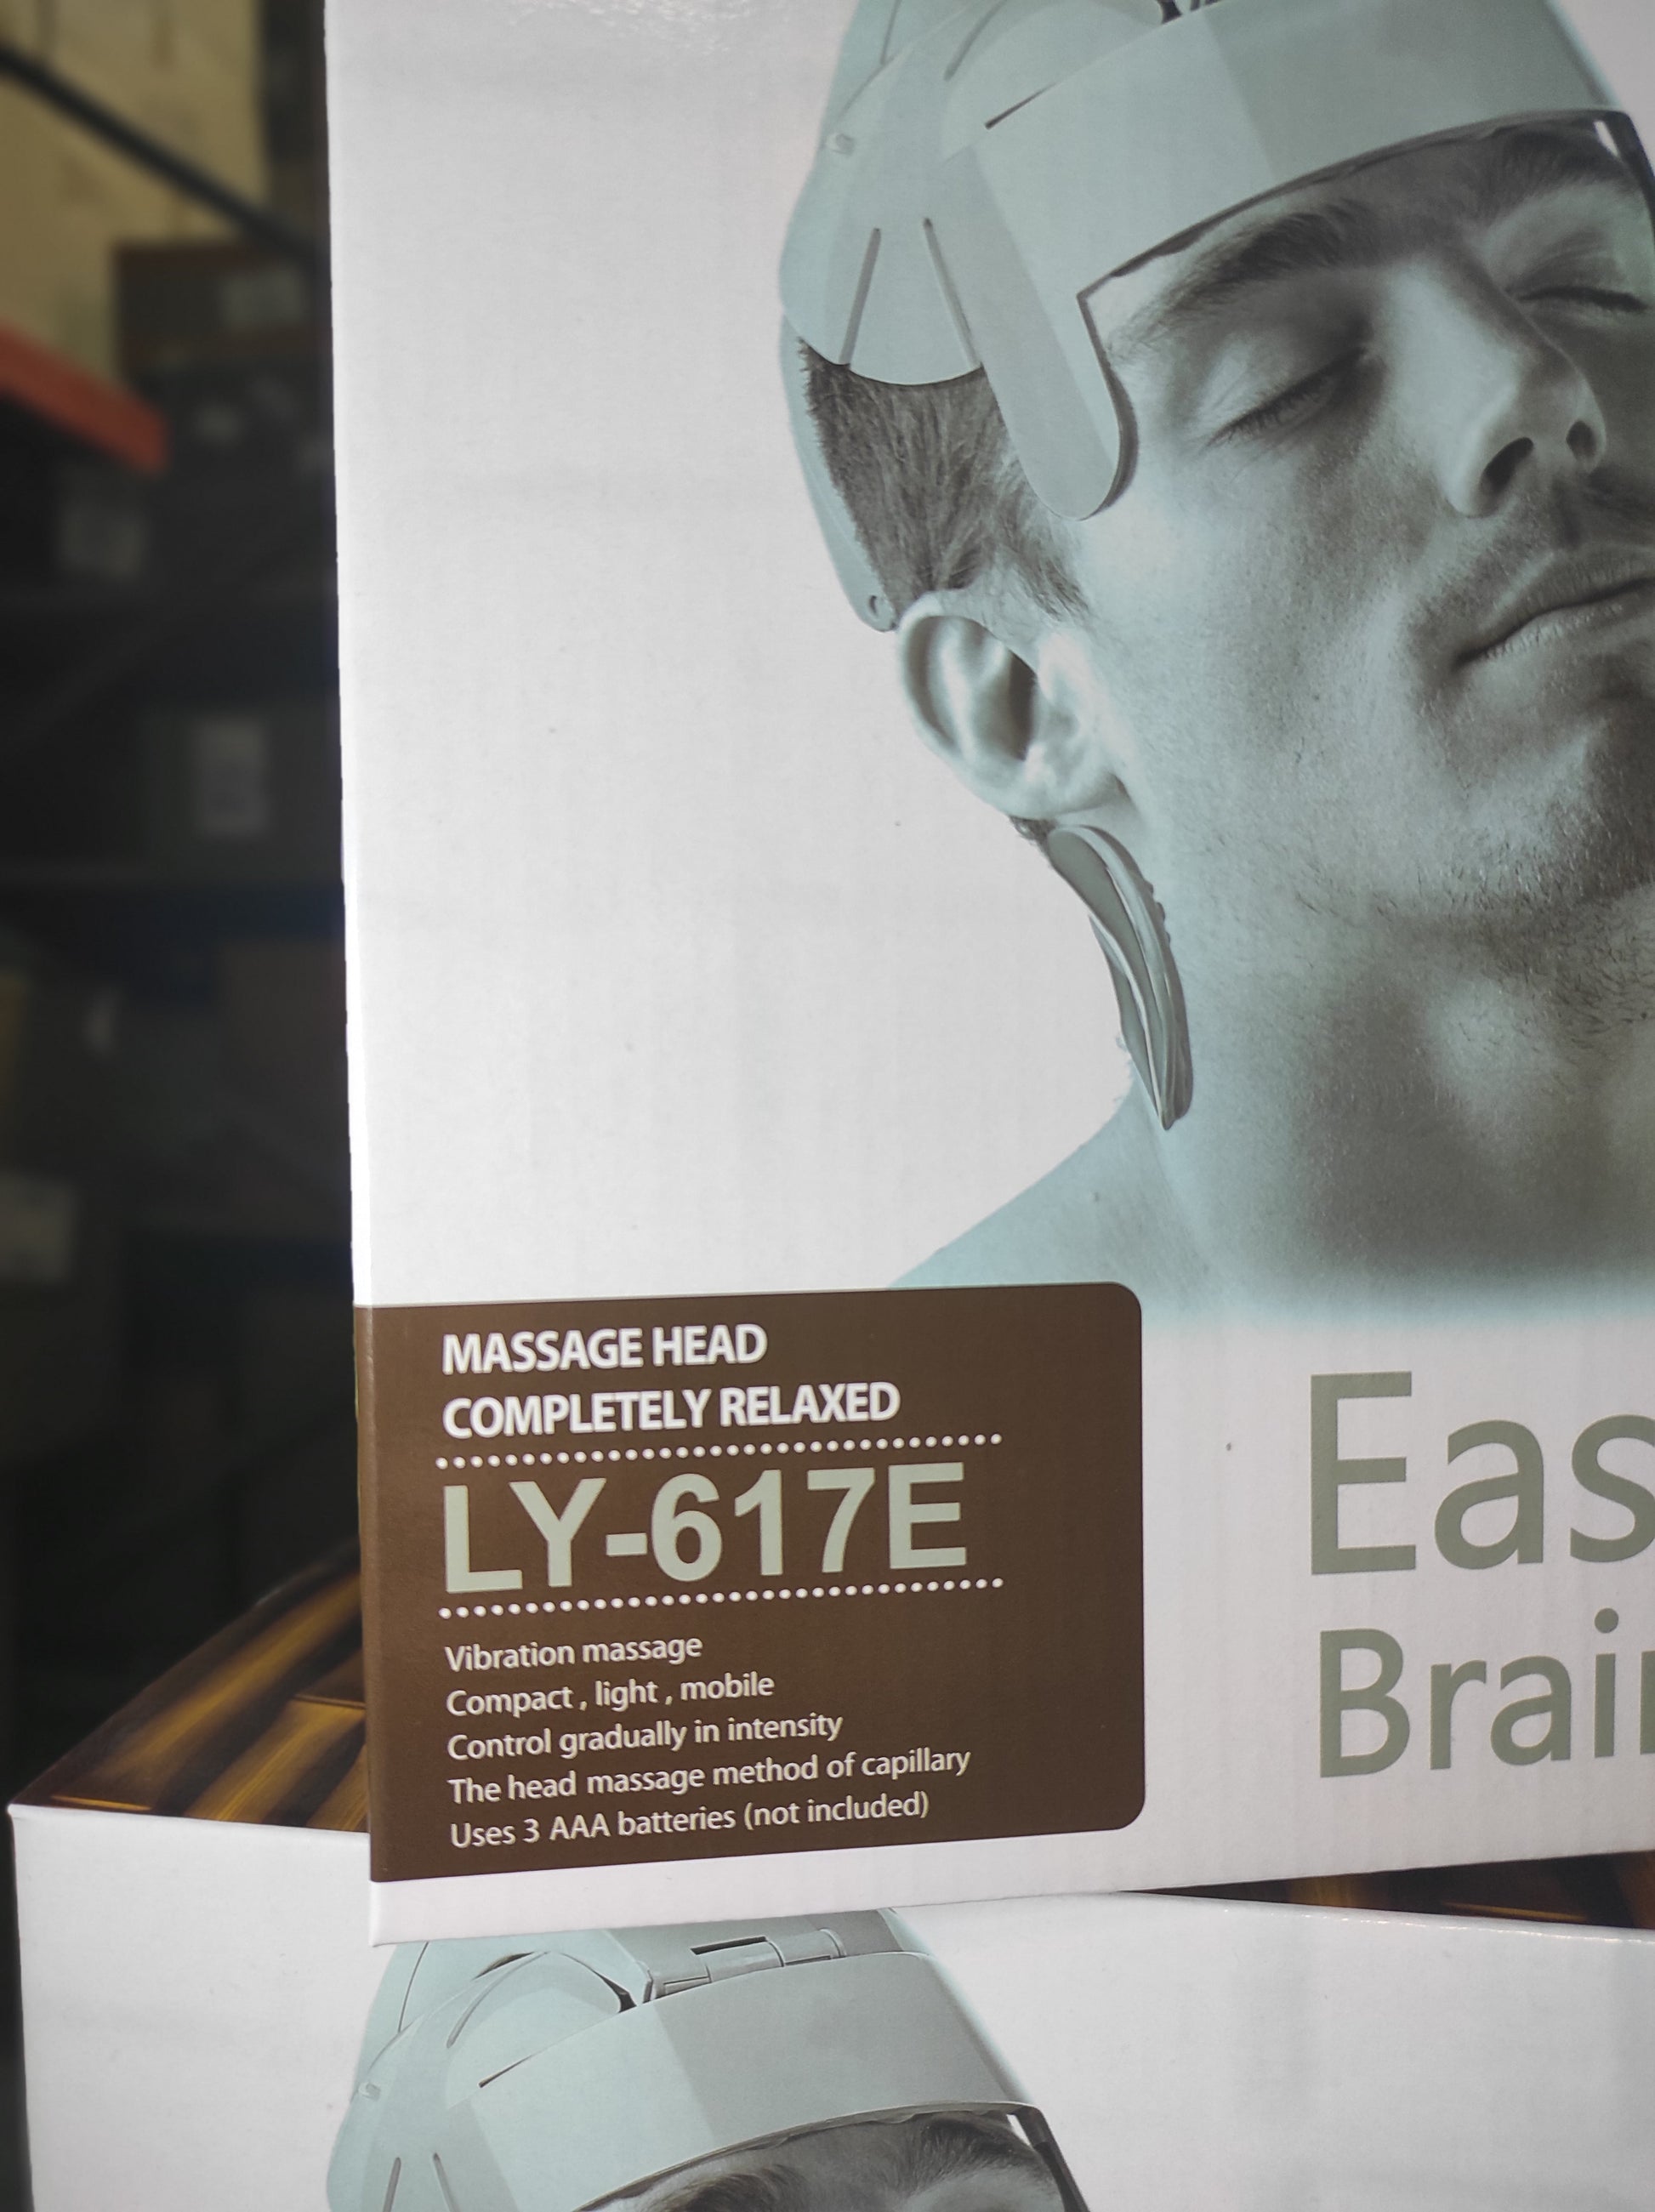 MASSAGE HEAD
COMPLETELY RELAXED
LY-617E
Vibration massage
Compact , light , mobile
Control gradually in intensity
The head massage method of capillary
Uses 3 AAA batteries (not included)
Eas
Brai